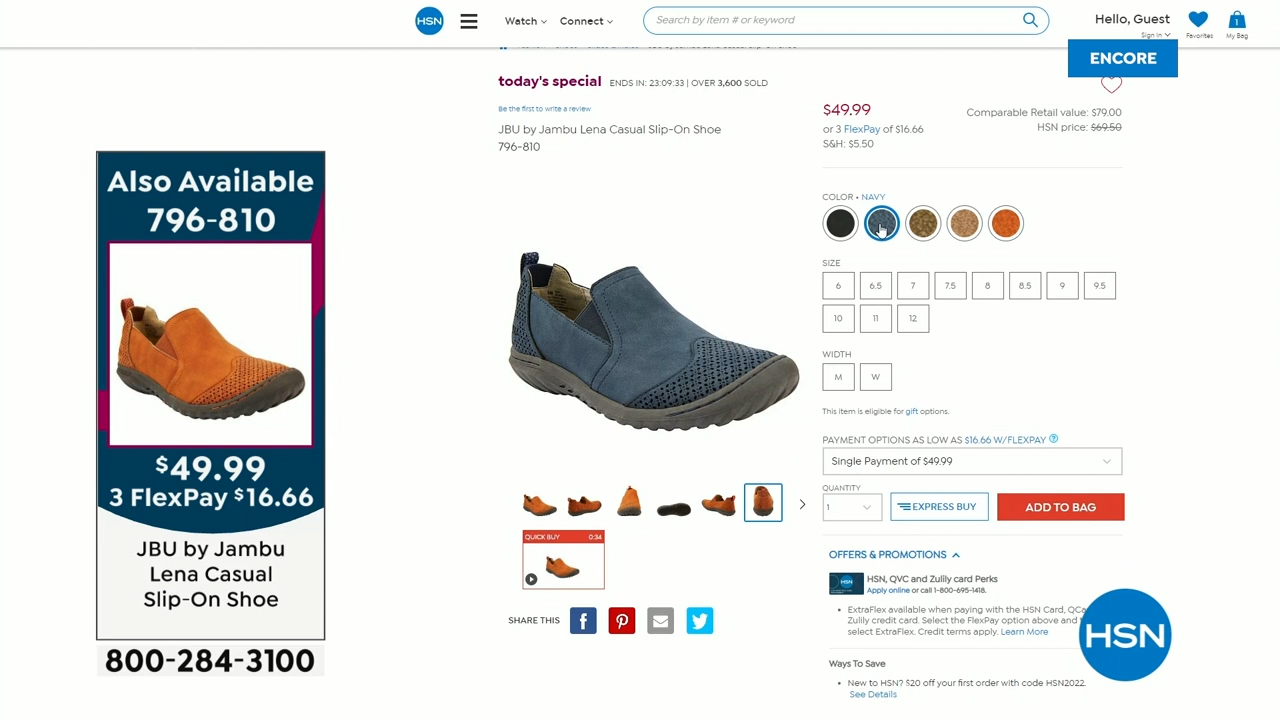 HSN
Watch
Connect
Search by item # or keyword
Hello, Guest
Sign in
Favorites
1
My Bag
ENCORE
today's special ENDS IN: 23:09:33 | OVER 3,600 SOLD
Be the first to write a review
JBU by Jambu Lena Casual Slip-On Shoe
796-810
$49.99
or 3 FlexPay of $16.66
S&H: $5.50
Comparable Retail value: $79.00
HSN price: $69.50
COLOR • NAVY
SIZE
6 6.5 7 7.5 8 8.5 9 9.5
10 11 12
WIDTH
M W
This item is eligible for gift options.
PAYMENT OPTIONS AS LOW AS $16.66 W/FLEXPAY ?
Single Payment of $49.99
QUANTITY
1
EXPRESS BUY
ADD TO BAG
OFFERS & PROMOTIONS
HSN
HSN, QVC and Zulily card Perks
Apply online or call 1-800-695-1418.
• ExtraFlex available when paying with the HSN Card, QCa
Zulily credit card. Select the FlexPay option above and
select ExtraFlex. Credit terms apply. Learn More
Ways To Save
• New to HSN? $20 off your first order with code HSN2022.
See Details
QUICK BUY 0:34
SHARE THIS
Also Available
796-810
$49.99
3 FlexPay $16.66
JBU by Jambu
Lena Casual
Slip-On Shoe
800-284-3100
HSN